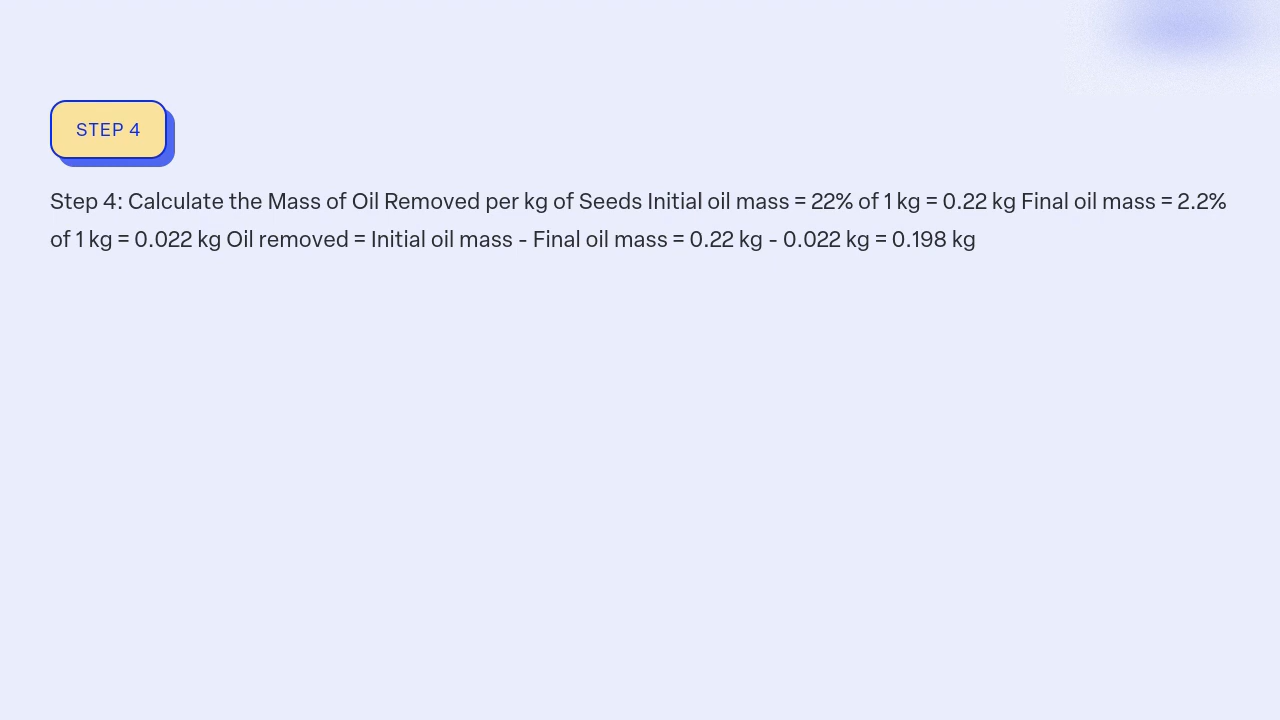 STEP 4
Step 4: Calculate the Mass of Oil Removed per kg of Seeds Initial oil mass = 22% of 1 kg = 0.22 kg Final oil mass = 2.2%
of 1 kg = 0.022 kg Oil removed = Initial oil mass - Final oil mass = 0.22 kg - 0.022 kg = 0.198 kg